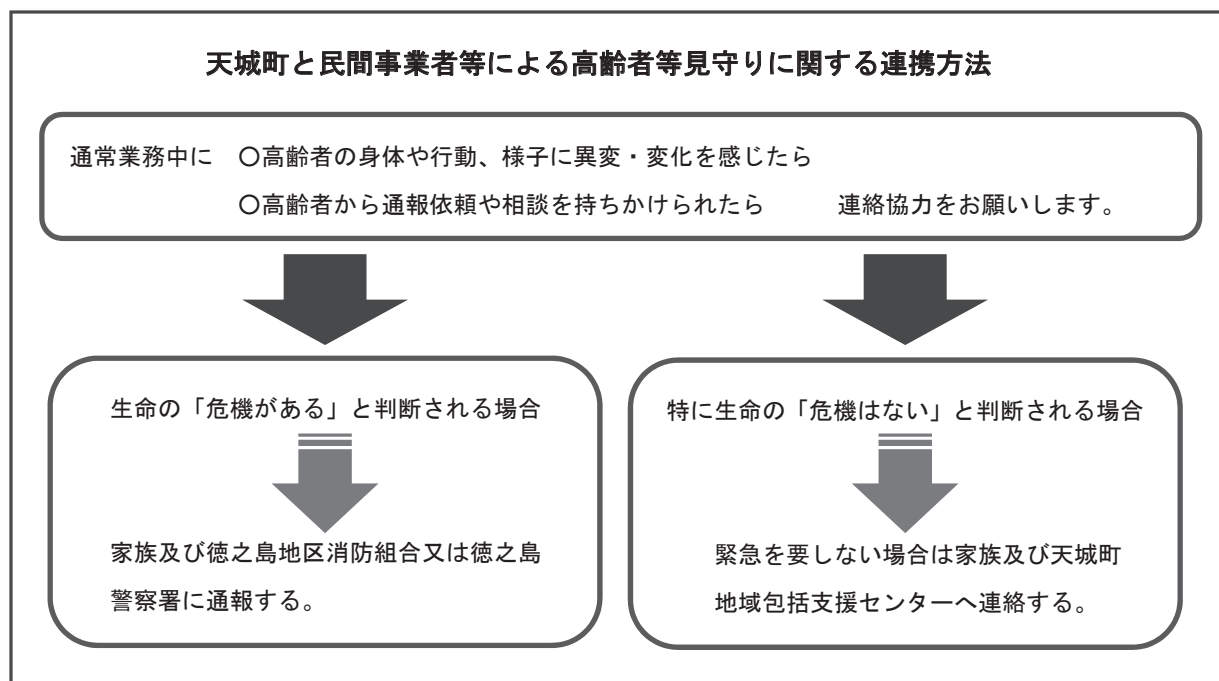 天城町と民間事業者等による高齢者等見守りに関する連携方法
通常業務中に　〇高齢者の身体や行動、様子に異変・変化を感じたら
〇高齢者から通報依頼や相談を持ちかけられたら　　　連絡協力をお願いします。
生命の「危機がある」と判断される場合
家族及び徳之島地区消防組合又は徳之島
警察署に通報する。
特に生命の「危機はない」と判断される場合
緊急を要しない場合は家族及び天城町
地域包括支援センターへ連絡する。